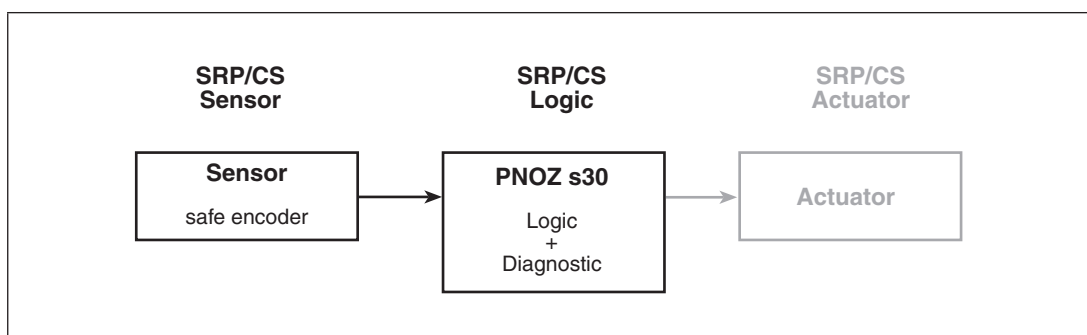 SRP/CS
Sensor
SRP/CS
Logic
SRP/CS
Actuator
Sensor
safe encoder
PNOZ s30
Logic
+
Diagnostic
Actuator